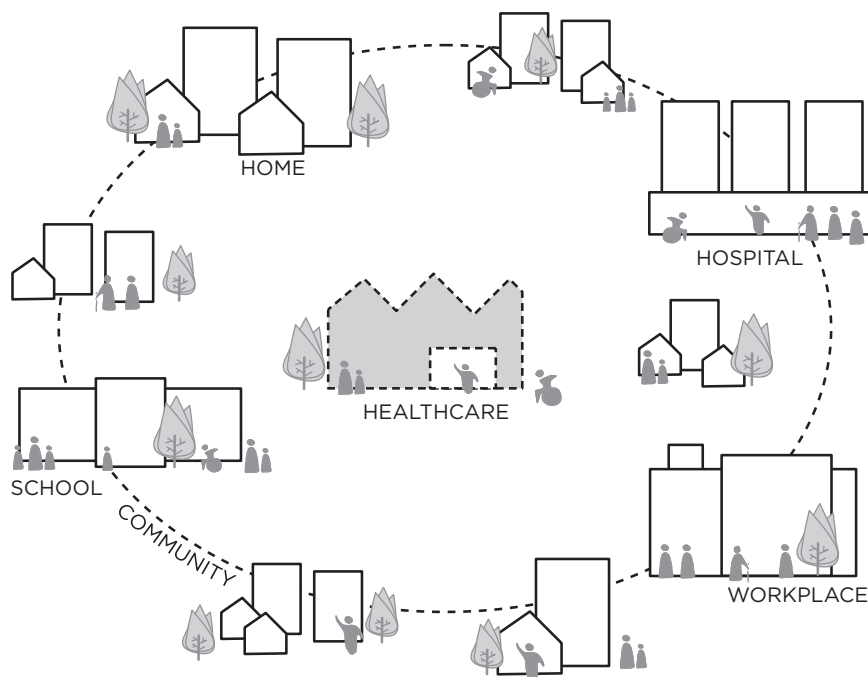 HOME
HOSPITAL
HEALTHCARE
SCHOOL
COMMUNITY
WORKPLACE